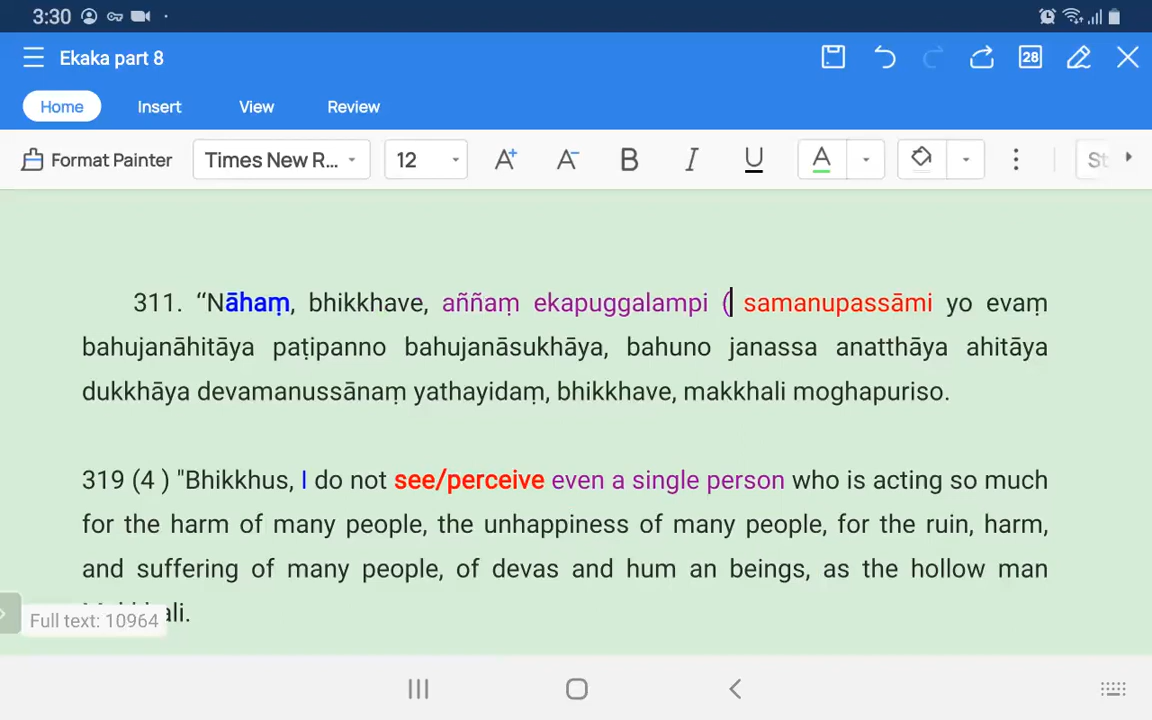 3:30
Ekaka part 8
28
Home Insert View Review
Format Painter Times New R... 12 A+ A- B I U A St
311. “Nāhaṃ, bhikkhave, aññaṃ ekapuggalampi ( samanupassāmi yo evaṃ
bahujanāhitāya paṭipanno bahujanāsukhāya, bahuno janassa anatthāya ahitāya
dukkhāya devamanussānaṃ yathayidaṃ, bhikkhave, makkhali moghapuriso.
319 (4 ) "Bhikkhus, I do not see/perceive even a single person who is acting so much
for the harm of many people, the unhappiness of many people, for the ruin, harm,
and suffering of many people, of devas and hum an beings, as the hollow man
Full text: 10964